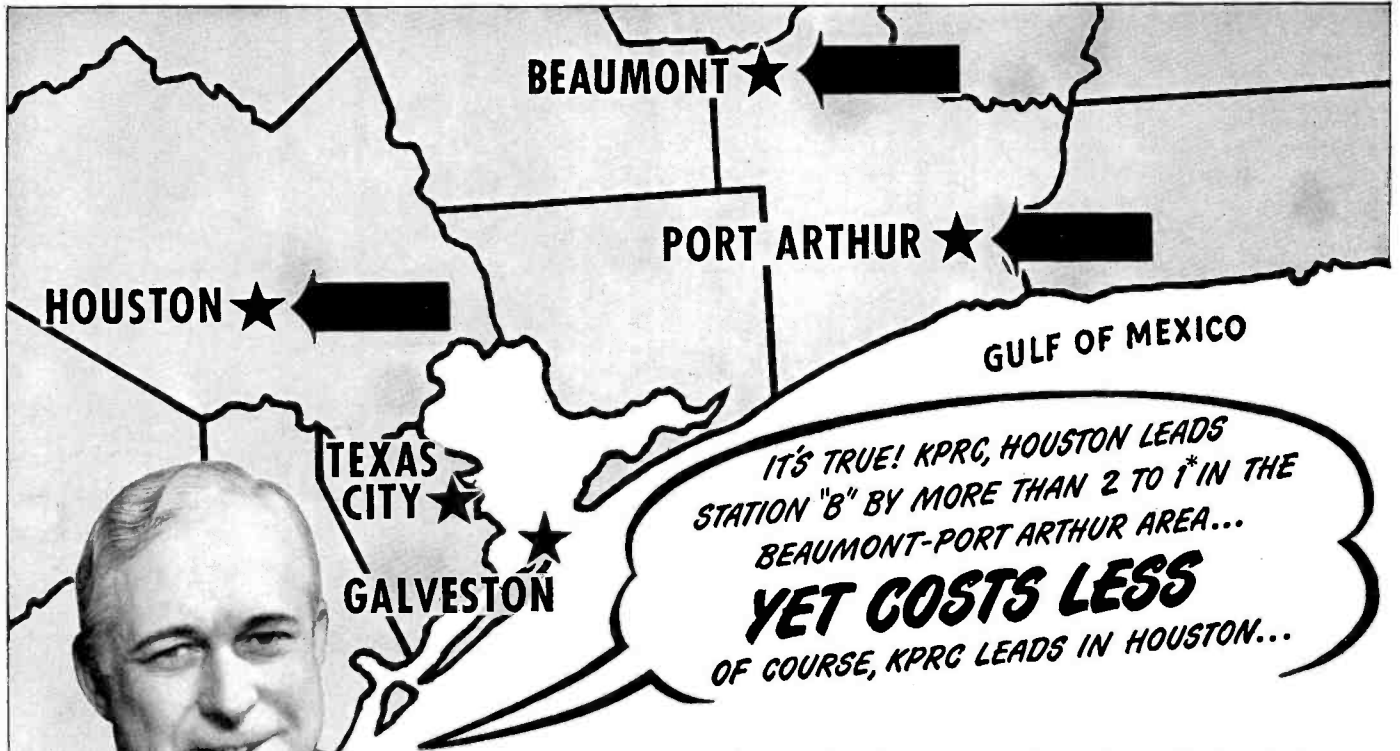 BEAUMONT
PORT ARTHUR
HOUSTON
GULF OF MEXICO
TEXAS
CITY
GALVESTON
IT'S TRUE! KPRC, HOUSTON LEADS
STATION "B" BY MORE THAN 2 TO 1* IN THE
BEAUMONT-PORT ARTHUR AREA...
YET COSTS LESS
OF COURSE, KPRC LEADS IN HOUSTON...